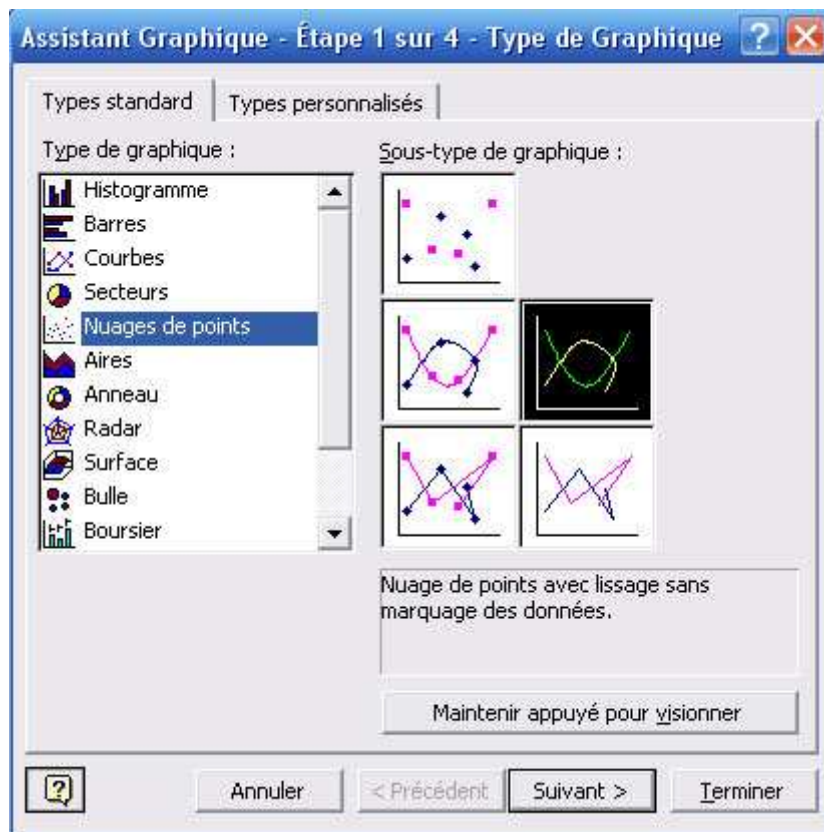 Assistant Graphique - Étape 1 sur 4 - Type de Graphique
Types standard
Types personnalisés
Type de graphique :
Histogramme
Barres
Courbes
Secteurs
Nuages de points
Aires
Anneau
Radar
Surface
Bulle
Boursier
Sous-type de graphique :
Nuage de points avec lissage sans
marquage des données.
Maintenir appuyé pour visionner
Annuler
< Précédent
Suivant >
Terminer